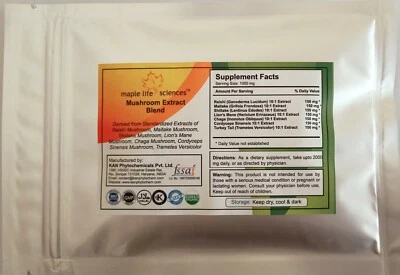 maple life sciences™
Mushroom Extract
Blend
Derived from Standardized Extracts of
Reishi Mushroom, Maitake Mushroom,
Shiitake Mushroom, Lion's Mane
Mushroom, Chaga Mushroom, Cordyceps
Sinensis Mushroom, Trametes Versicolor
Manufactured by:
KAN Phytochemicals Pvt. Ltd.
fssai
Supplement Facts
Serving Size: 1000 mg
Amount Per Serving % Daily Value
Reishi (Ganoderma Lucidum) 10:1 Extract
Maitake (Grifola Frondosa) 10:1 Extract
Shiitake (Lentinus Edodes) 10:1 Extract
Lion's Mane (Hericium Erinaceus) 10:1 Extract
Chaga (Inonotus Obliquus) 10:1 Extract
Cordyceps Sinensis 10:1 Extract
Turkey Tail (Trametes Versicolor) 10:1 Extract
* Daily Value not established
Directions: As a dietary supplement, take upto 2000
mg daily, or as directed by physician.
Warning: This product is not intended for use by
those with a serious medical condition or pregnant or
lactating women. Consult your physician before use.
Keep out of reach of children.
Storage: Keep dry, cool & dark